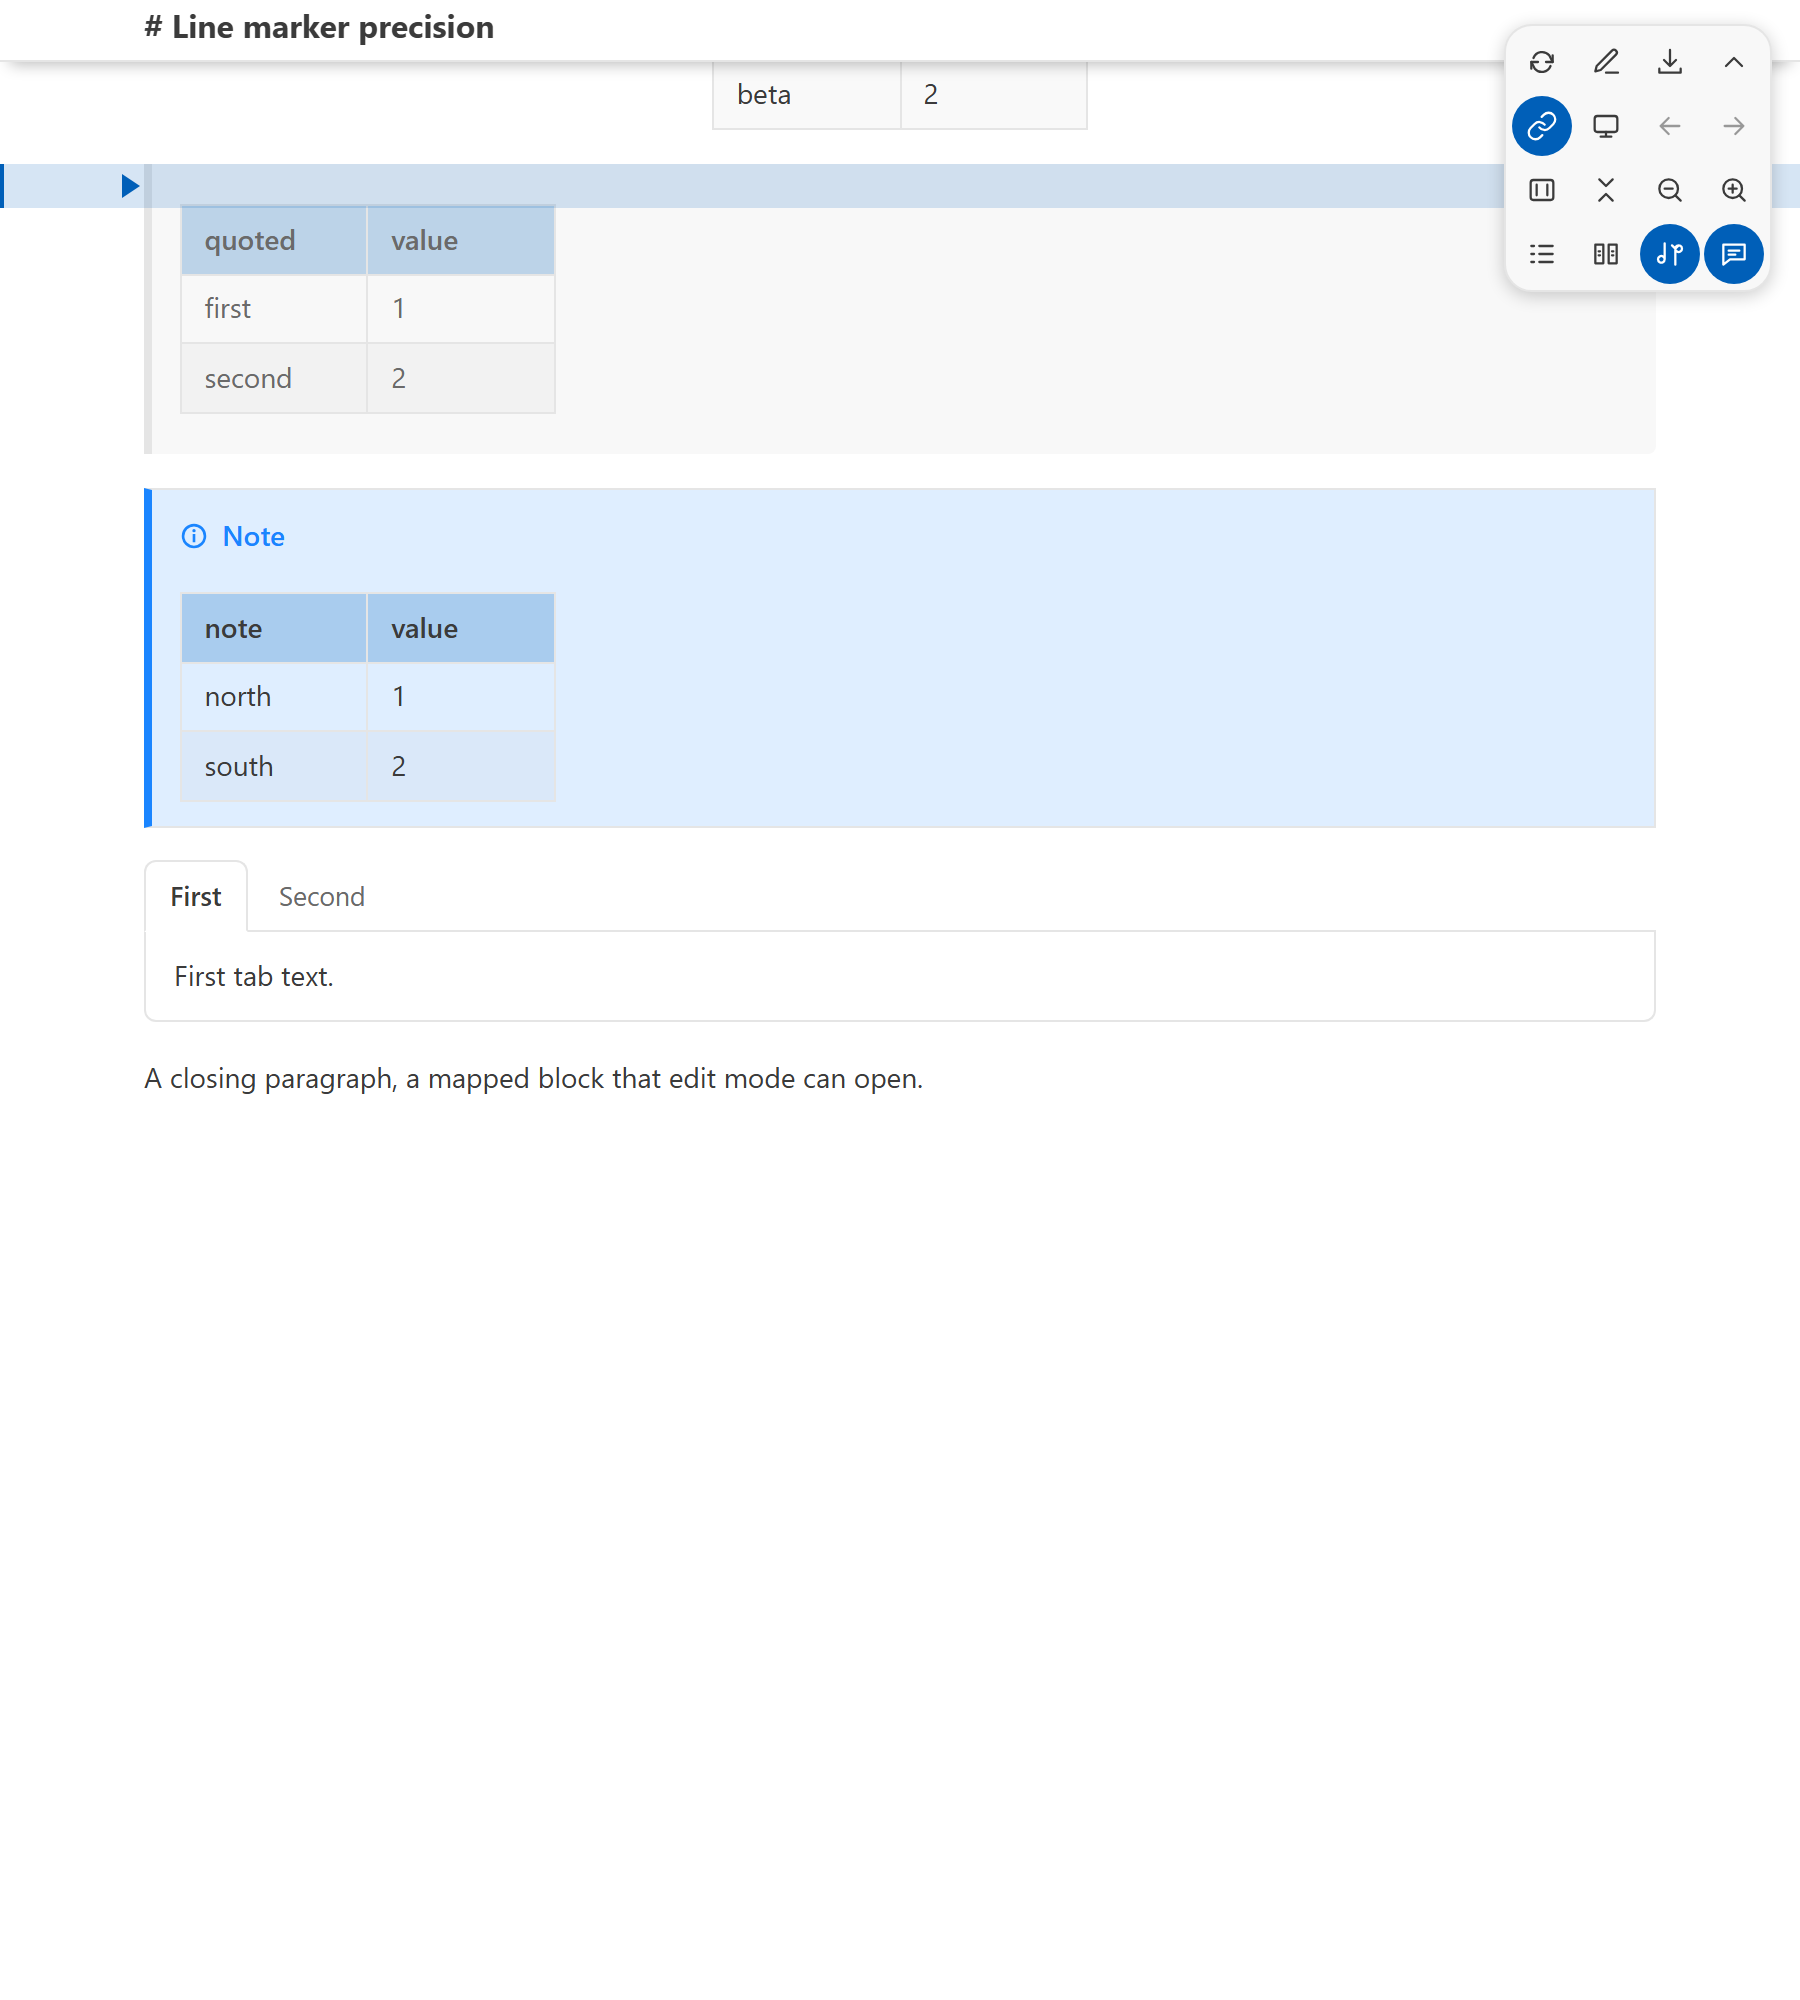 # Line marker precision
beta 2
quoted value
first 1
second 2
Note
note value
north 1
south 2
First Second
First tab text.
A closing paragraph, a mapped block that edit mode can open.